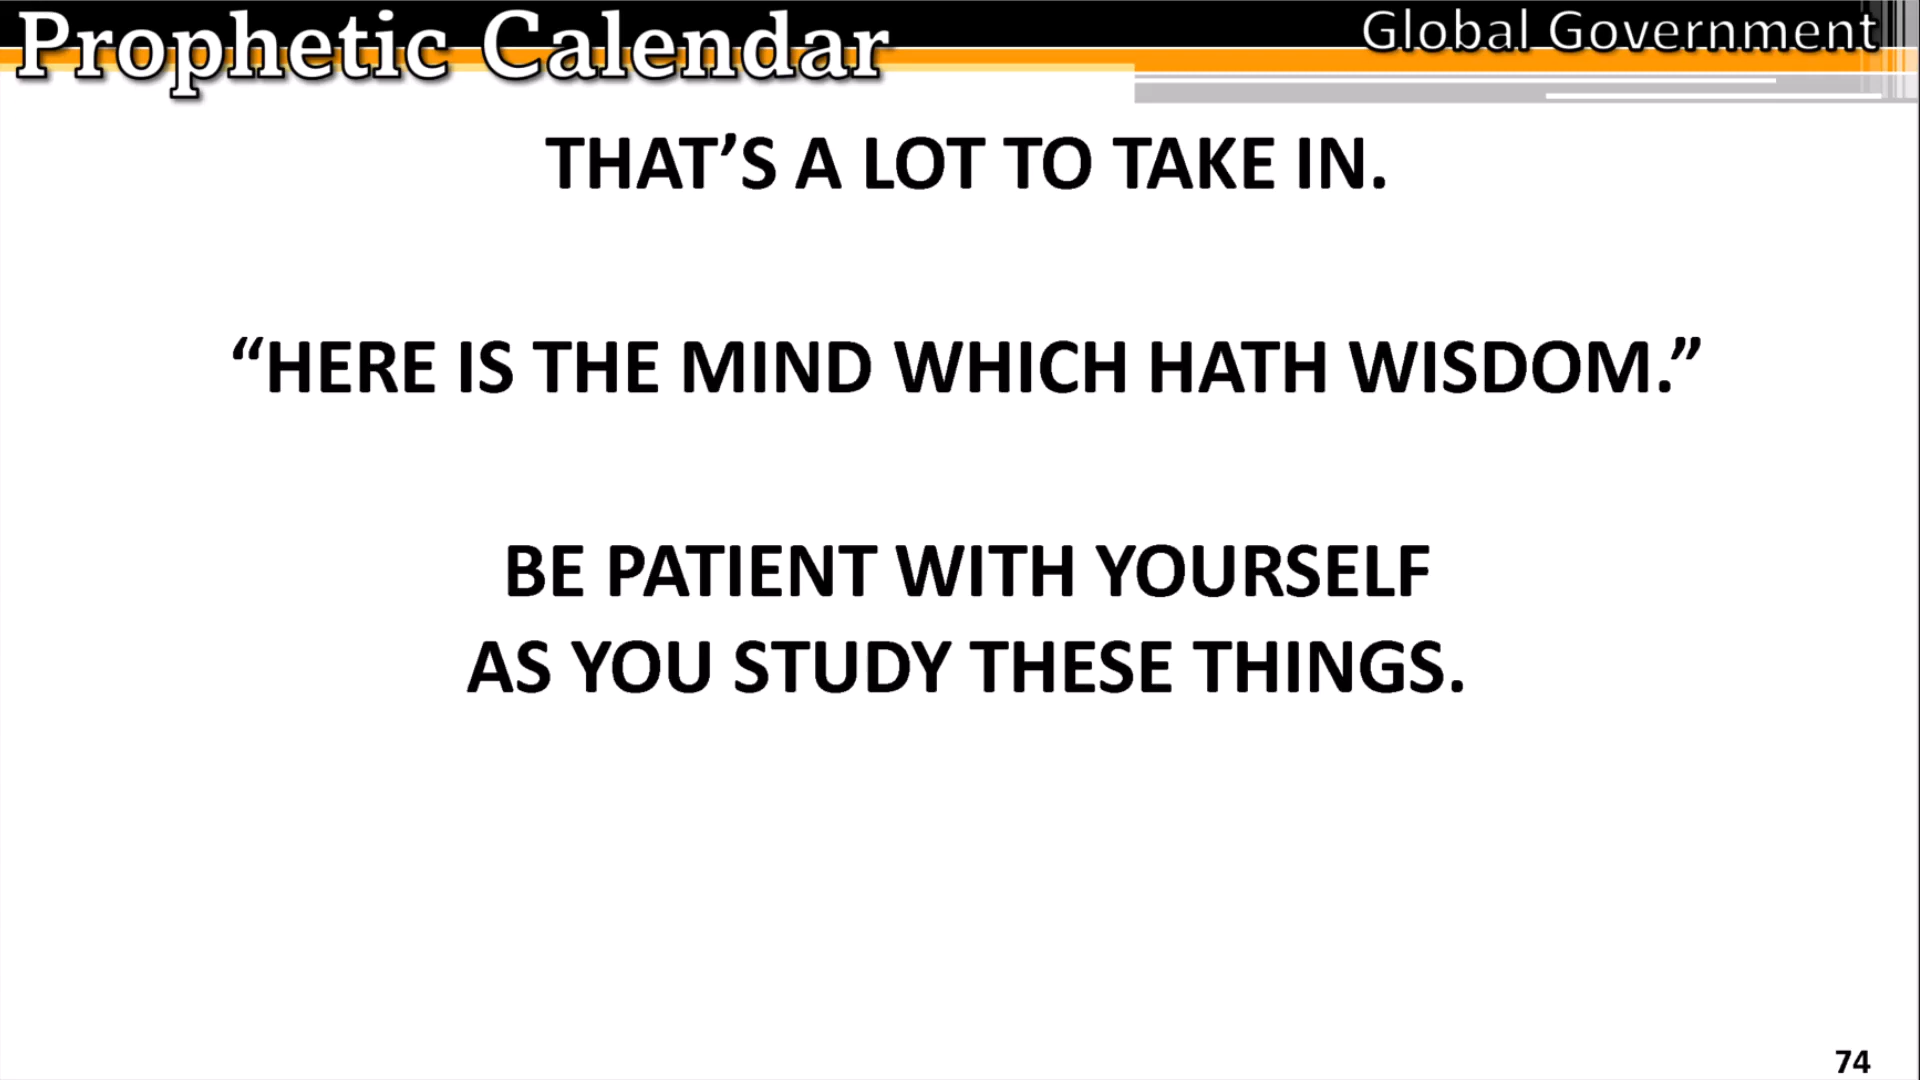 Prophetic Calendar
Global Government
THAT’S A LOT TO TAKE IN.
“HERE IS THE MIND WHICH HATH WISDOM.”
BE PATIENT WITH YOURSELF
AS YOU STUDY THESE THINGS.
74